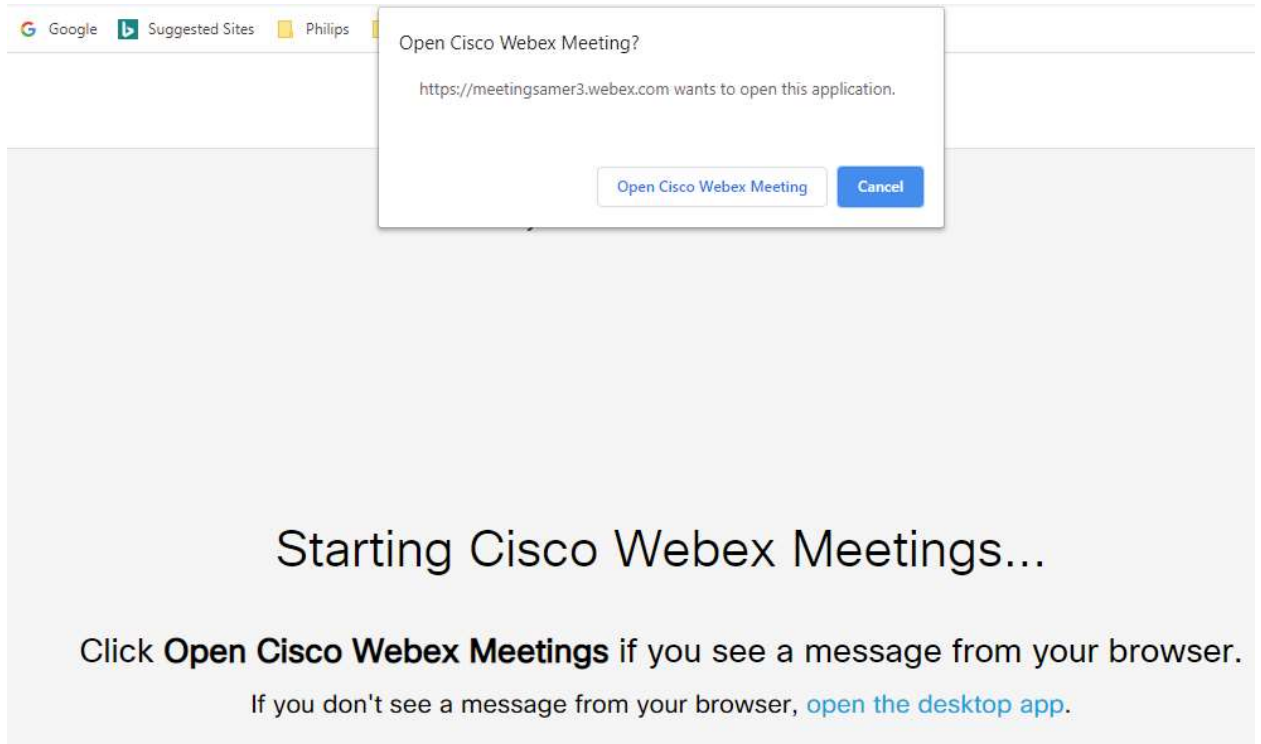 Google Suggested Sites Philips
Open Cisco Webex Meeting?
https://meetingsamer3.webex.com wants to open this application.
Open Cisco Webex Meeting Cancel
Starting Cisco Webex Meetings...
Click Open Cisco Webex Meetings if you see a message from your browser.
If you don't see a message from your browser, open the desktop app.